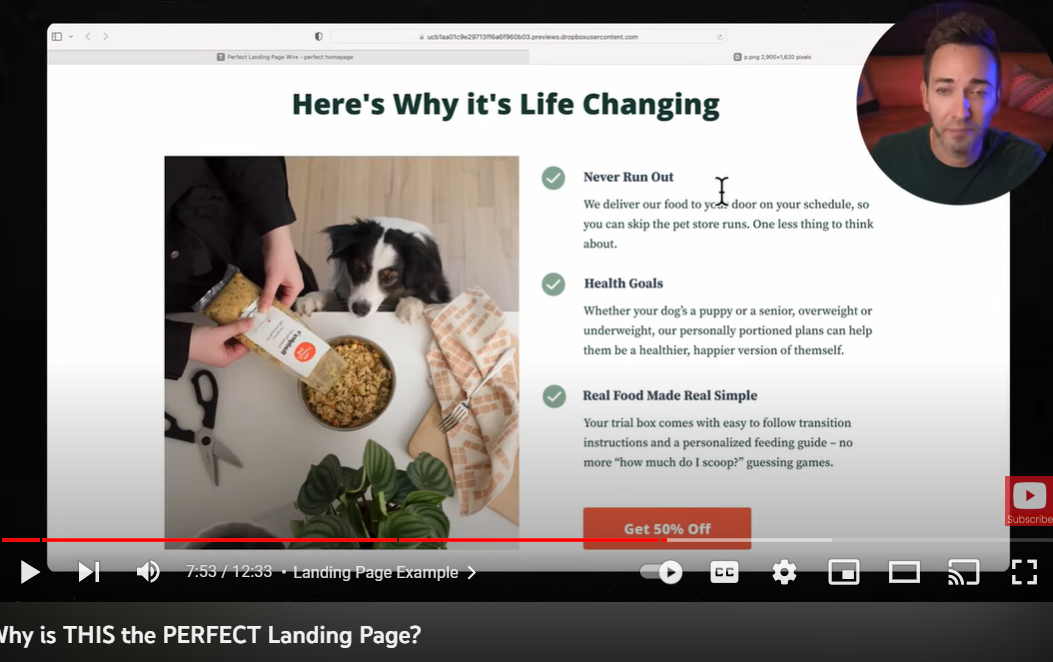 ucb1aa01c9e29713ff6a6f960b03.previews.dropboxusercontent.com
Perfect Landing Page Wire - perfect homepage
p.png 2,900×1,620 pixels
Here's Why it's Life Changing
Never Run Out
We deliver our food to your door on your schedule, so
you can skip the pet store runs. One less thing to think
about.
Health Goals
Whether your dog's a puppy or a senior, overweight or
underweight, our personally portioned plans can help
them be a healthier, happier version of themself.
Real Food Made Real Simple
Your trial box comes with easy to follow transition
instructions and a personalized feeding guide – no
more “how much do I scoop?” guessing games.
Get 50% Off
Subscribe
7:53 / 12:33 • Landing Page Example
CC
Why is THIS the PERFECT Landing Page?